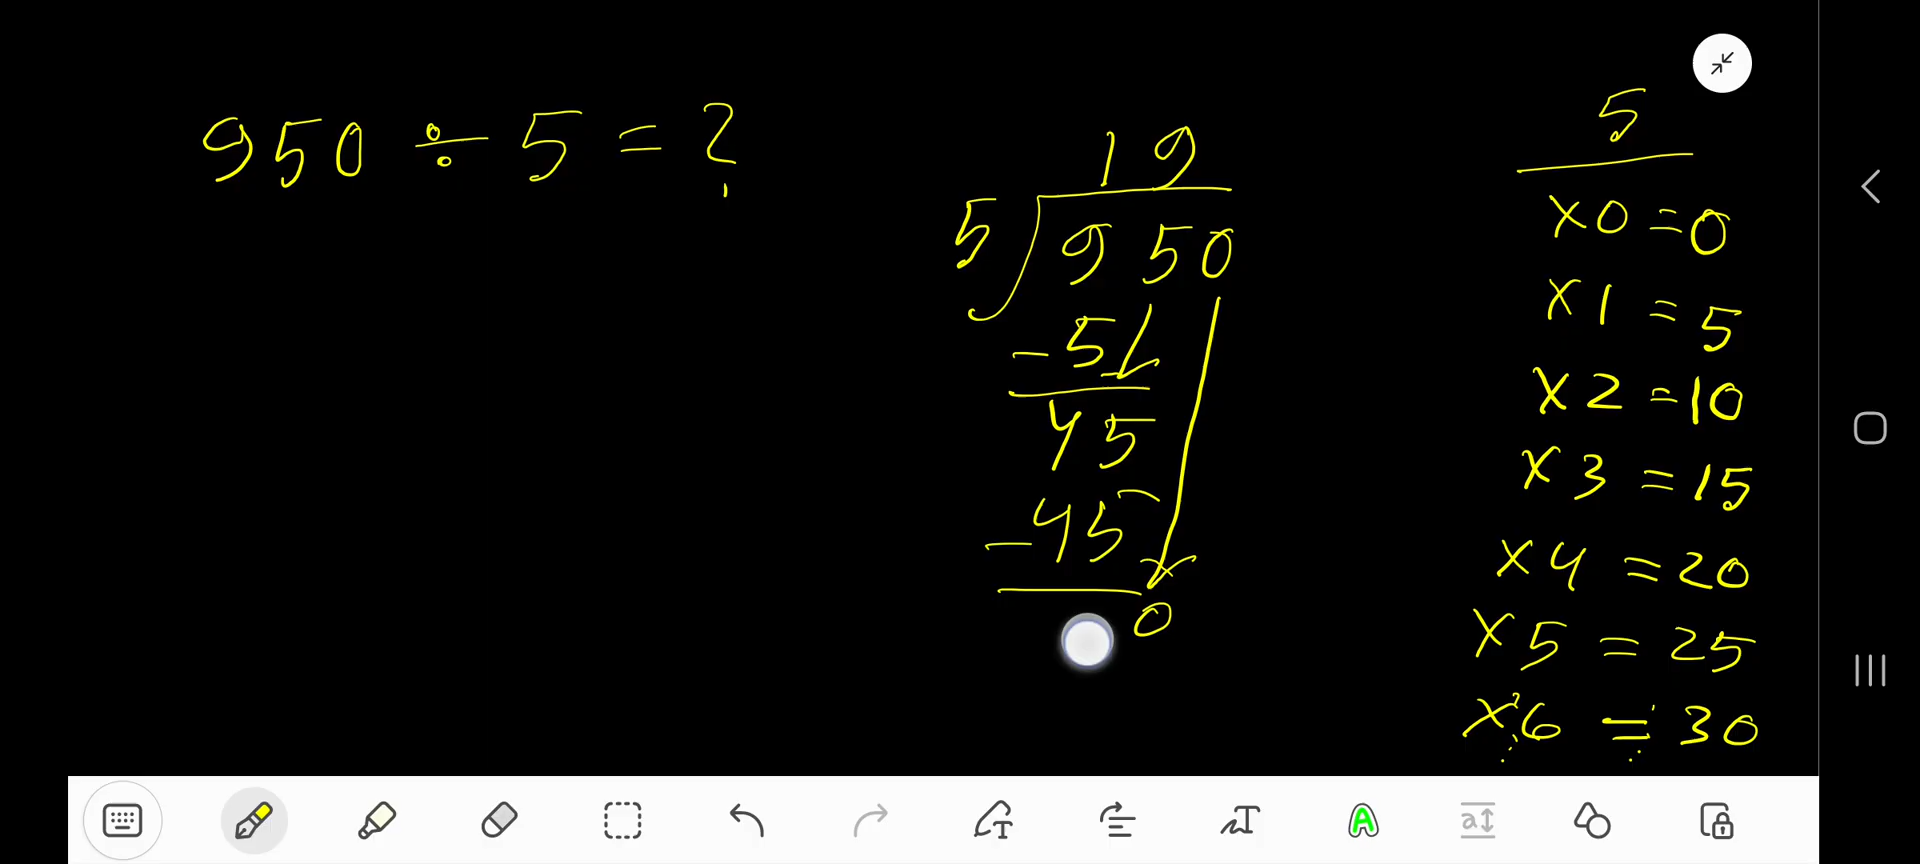 950 ÷ 5 = ?
19
5 950
-5
45
-45
0
5
x0 = 0
x1 = 5
x2 = 10
x3 = 15
x4 = 20
x5 = 25
x6 = 30
T T A a